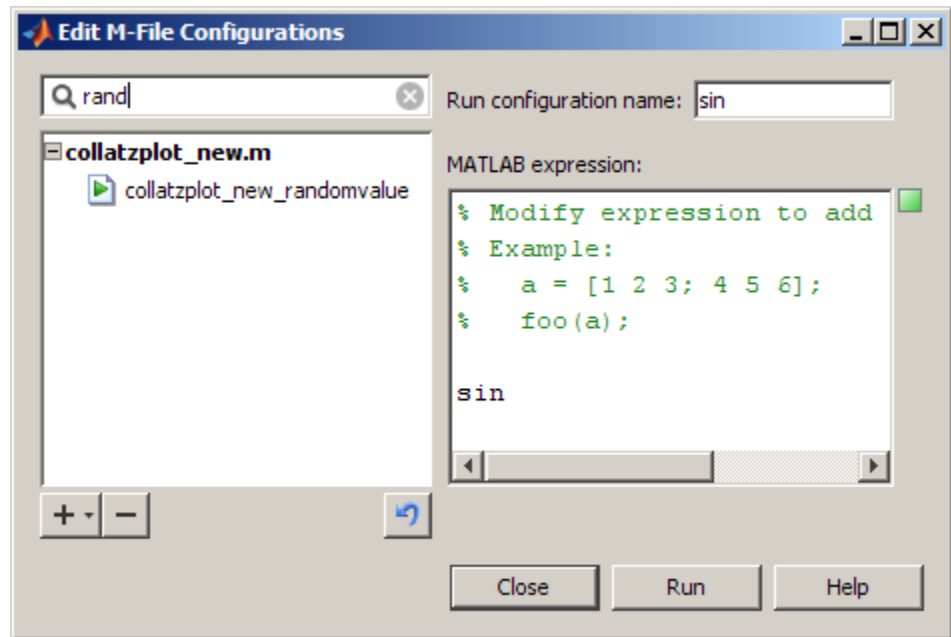 Edit M-File Configurations
rand
Run configuration name: sin
collatzplot_new.m
collatzplot_new_randomvalue
MATLAB expression:
% Modify expression to add
% Example:
%   a = [1 2 3; 4 5 6];
%   foo(a);
sin
Close Run Help